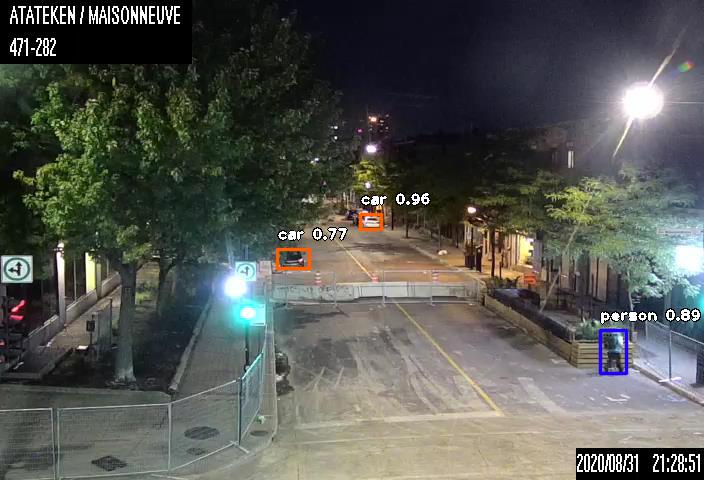 ATATEKEN / MAISONNEUVE
471-282
car 0.96
car 0.77
person 0.89
2020/08/31 21:28:51